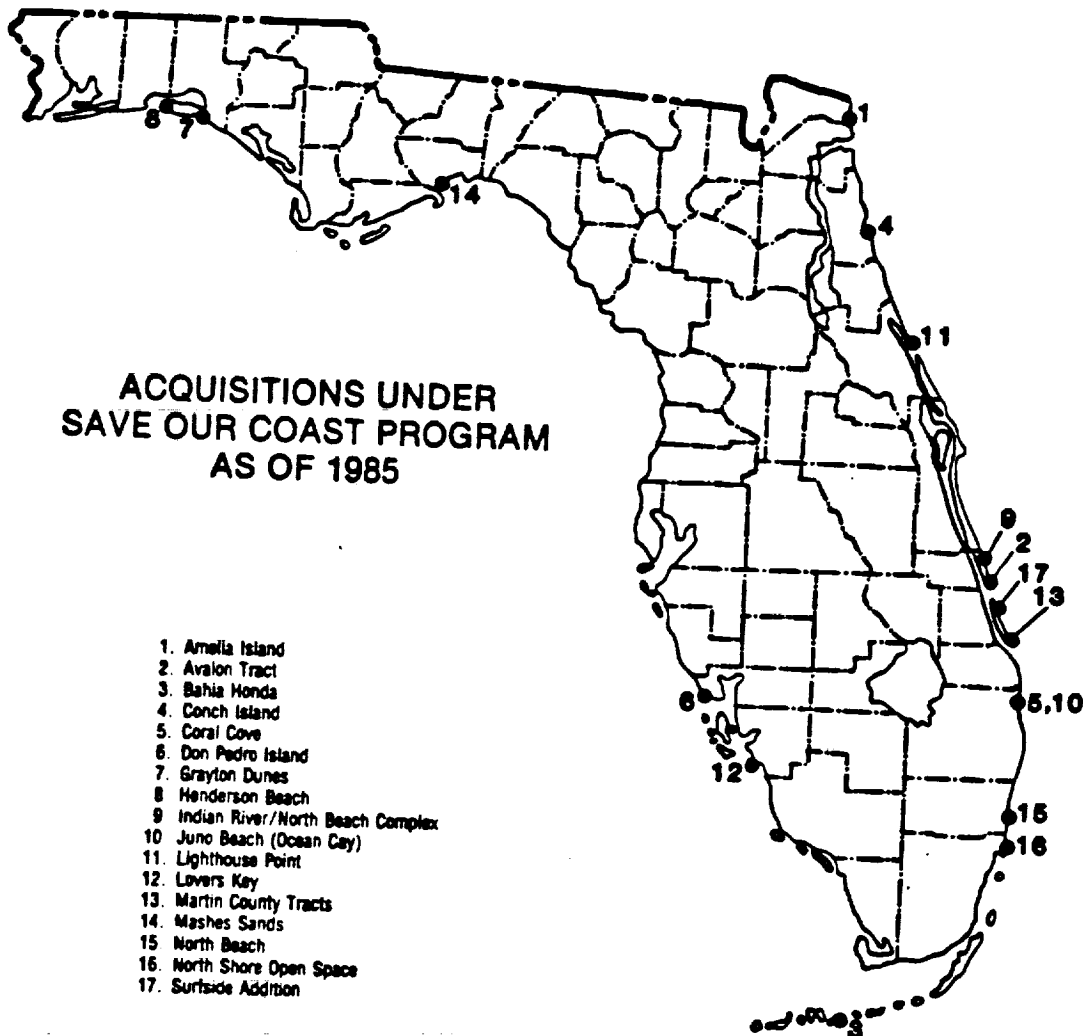 ACQUISITIONS UNDER
SAVE OUR COAST PROGRAM
AS OF 1985
1. Amelia Island
2. Avalon Tract
3. Bahia Honda
4. Conch Island
5. Coral Cove
6. Don Pedro Island
7. Grayton Dunes
8 Henderson Beach
9 Indian River/North Beach Complex
10 Juno Beach (Ocean Cay)
11. Lighthouse Point
12. Lovers Key
13. Martin County Tracts
14. Mashes Sands
15 North Beach
16. North Shore Open Space
17. Surfside Addition
1
8
7
14
4
11
9
2
17
13
6
5,10
12
15
16
3